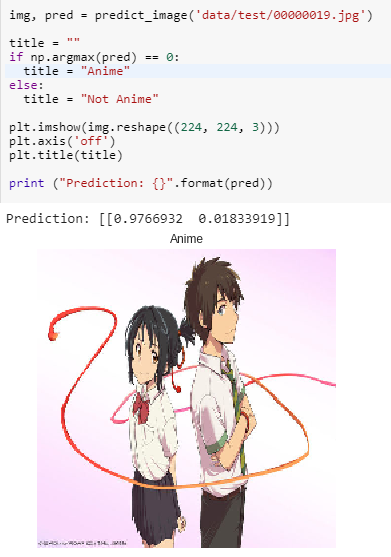 img, pred = predict_image('data/test/00000019.jpg')
title = ""
if np.argmax(pred) == 0:
  title = "Anime"
else:
  title = "Not Anime"
plt.imshow(img.reshape((224, 224, 3)))
plt.axis('off')
plt.title(title)
print ("Prediction: {}".format(pred))
Prediction: [[0.9766932  0.01833919]]
Anime